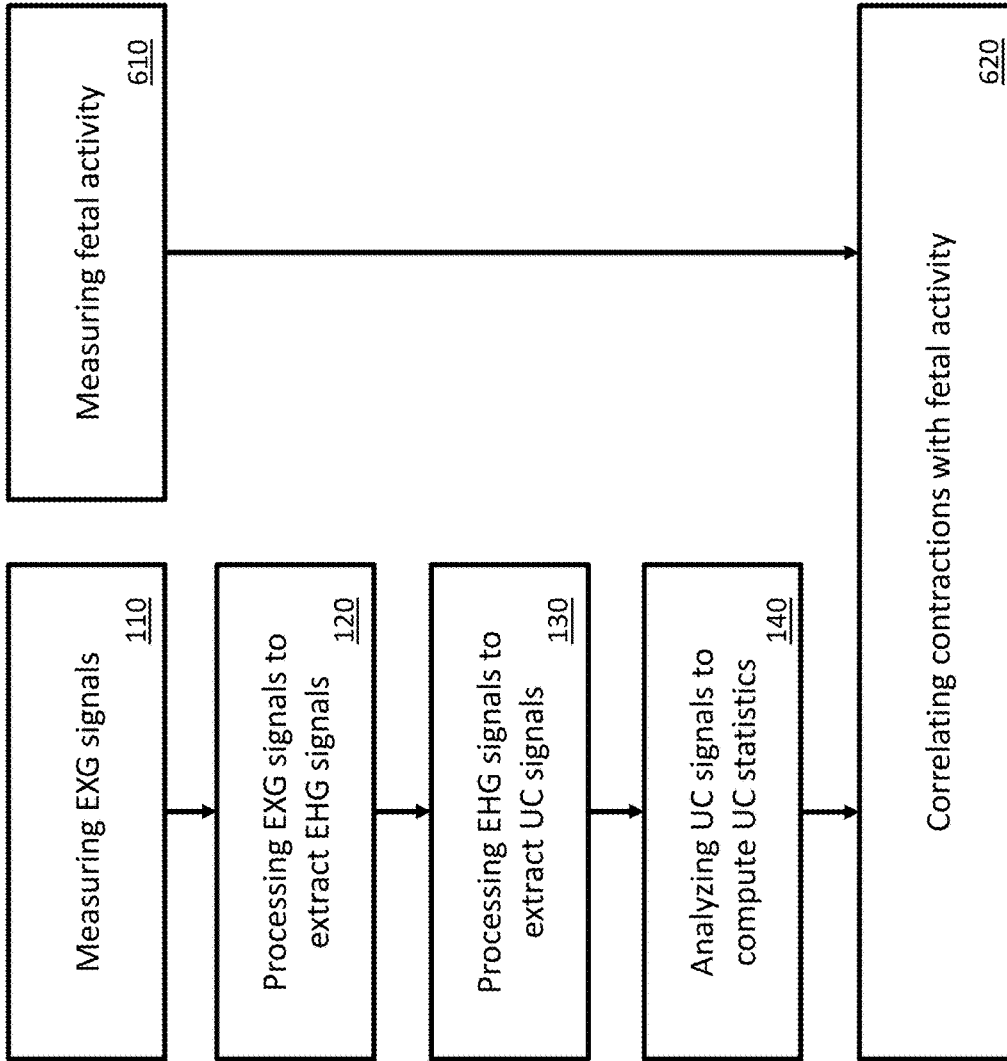 Measuring EXG signals
110
Processing EXG signals to
extract EHG signals
120
Processing EHG signals to
extract UC signals
130
Analyzing UC signals to
compute UC statistics
140
Measuring fetal activity
610
Correlating contractions with fetal activity
620